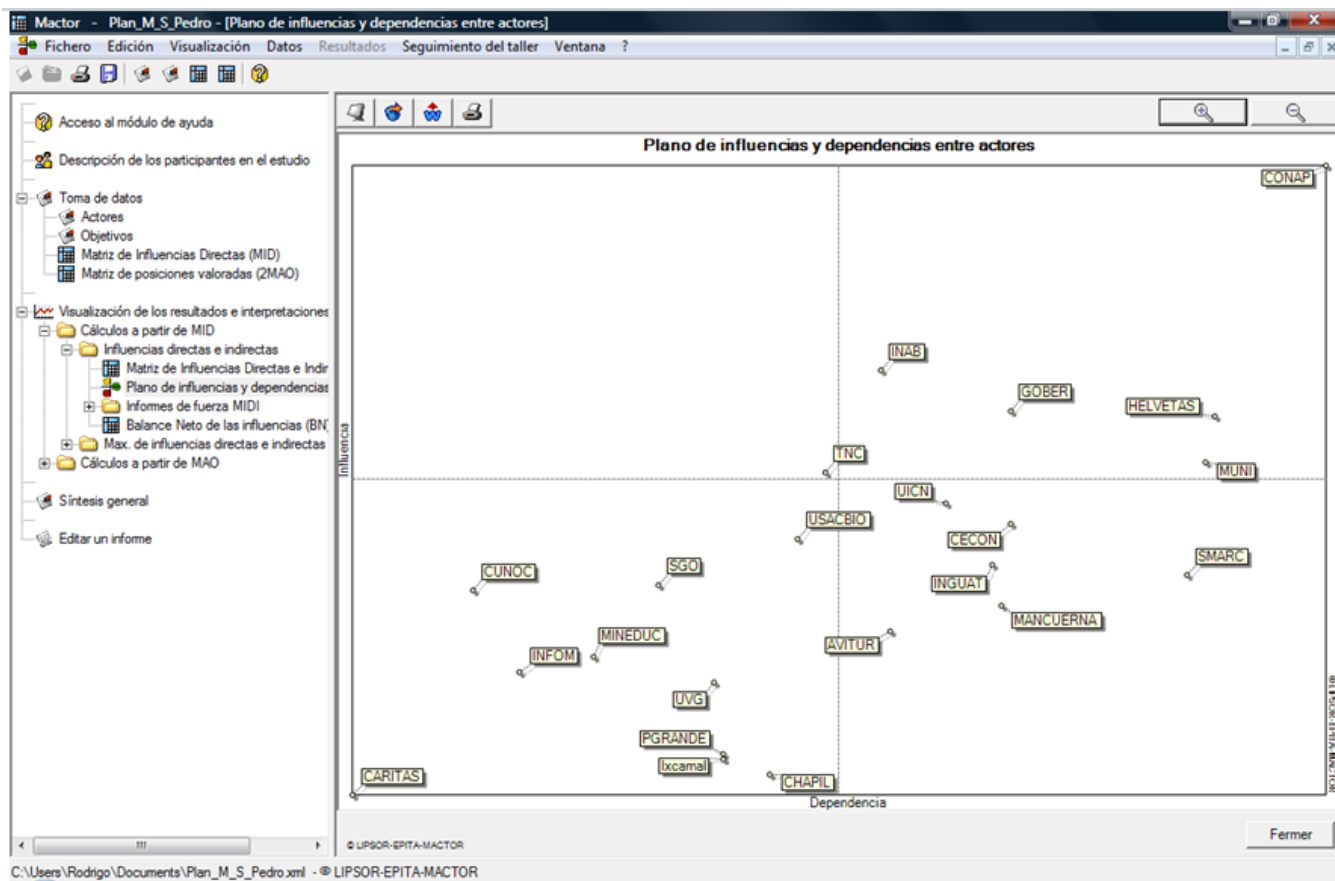 Mactor - Plan_M_S_Pedro - [Plano de influencias y dependencias entre actores]
Fichero Edición Visualización Datos Resultados Seguimiento del taller Ventana ?
Acceso al módulo de ayuda
Descripción de los participantes en el estudio
Toma de datos
Actores
Objetivos
Matriz de Influencias Directas (MID)
Matriz de posiciones valoradas (2MAO)
Visualización de los resultados e interpretaciones
Cálculos a partir de MID
Influencias directas e indirectas
Matriz de Influencias Directas e Indir
Plano de influencias y dependencias
Informes de fuerza MIDI
Balance Neto de las influencias (BN
Max. de influencias directas e indirectas
Cálculos a partir de MAO
Síntesis general
Editar un informe
Plano de influencias y dependencias entre actores
CONAP
INAB
GOBER
HELVETAS
TNC
MUNI
UICN
USACBIO
CECON
SMARC
SGO
CUNOC
INGUAT
MANCUERNA
MINEDUC
AVITUR
INFOM
UVG
PGRANDE
Ixcamal
CARITAS
CHAPIL
Influencia
Dependencia
© LIPSOR-EPITA-MACTOR
© LIPSOR-EPITA-MACTOR
Fermer
C:\Users\Rodrigo\Documents\Plan_M_S_Pedro.xml - © LIPSOR-EPITA-MACTOR